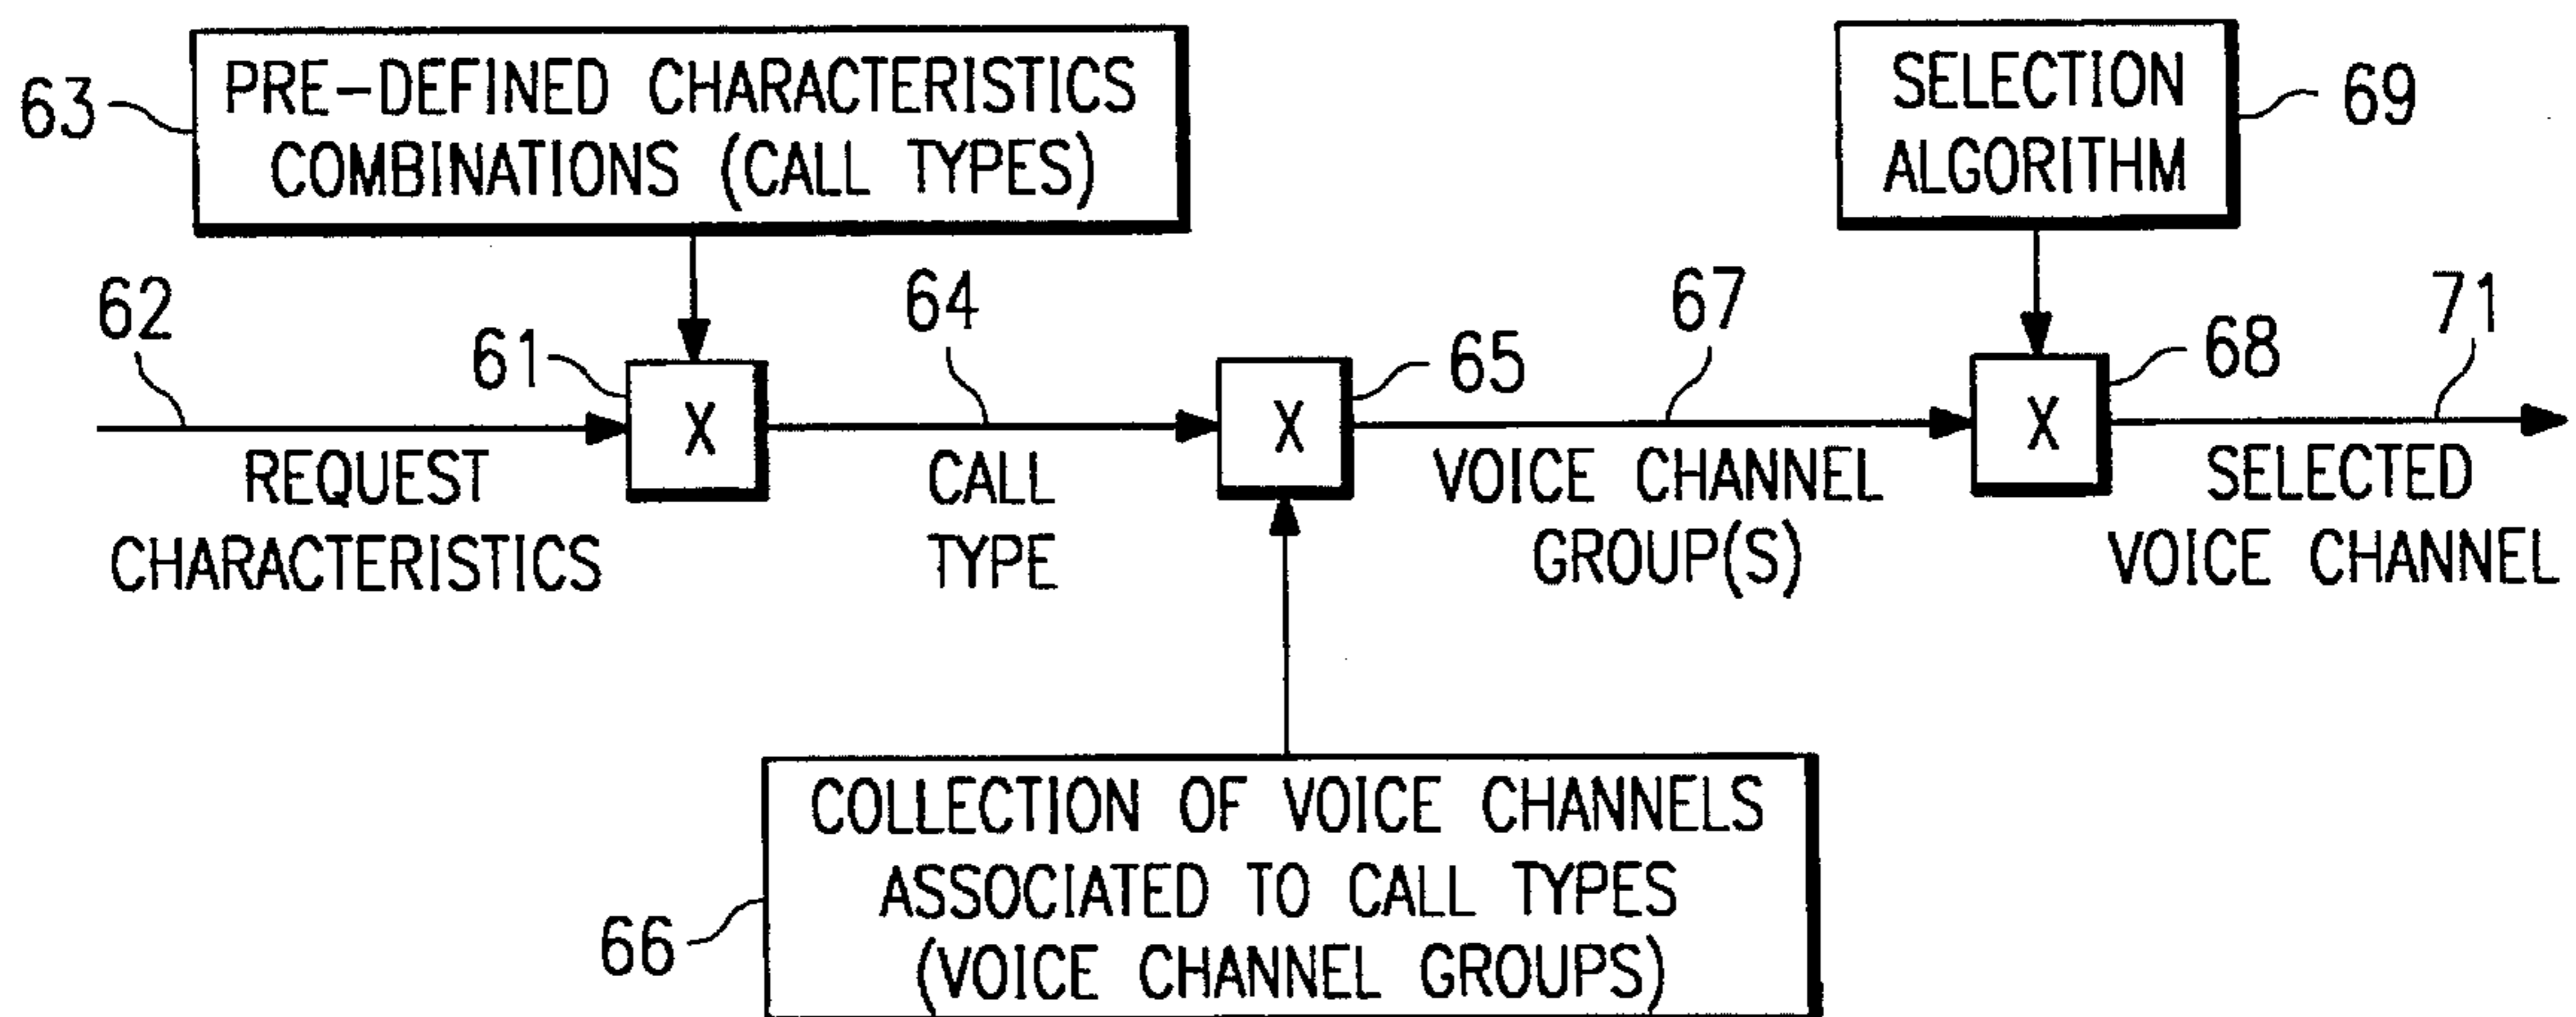 PRE-DEFINED CHARACTERISTICS
COMBINATIONS (CALL TYPES)
63
SELECTION
ALGORITHM
69
62
61
X
64
65
X
67
68
X
71
REQUEST
CHARACTERISTICS
CALL
TYPE
VOICE CHANNEL
GROUP(S)
SELECTED
VOICE CHANNEL
COLLECTION OF VOICE CHANNELS
ASSOCIATED TO CALL TYPES
(VOICE CHANNEL GROUPS)
66